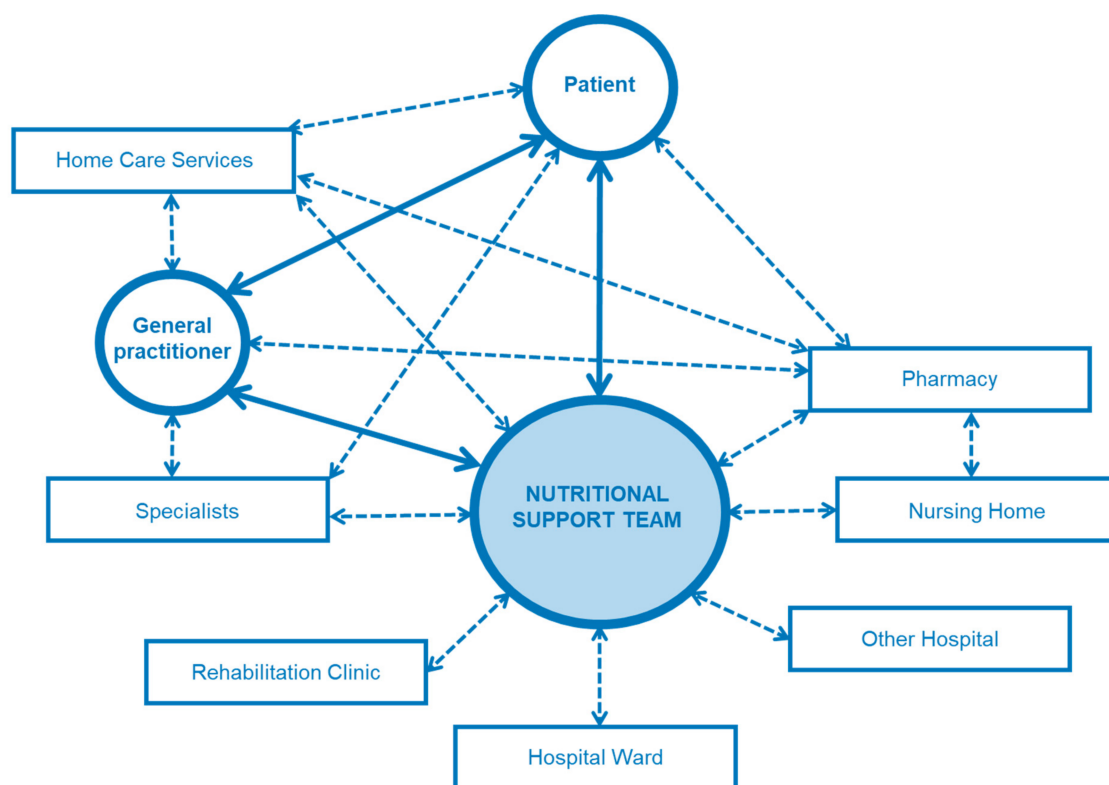 Patient
Home Care Services
General
practitioner
Pharmacy
Specialists
NUTRITIONAL
SUPPORT TEAM
Nursing Home
Other Hospital
Rehabilitation Clinic
Hospital Ward